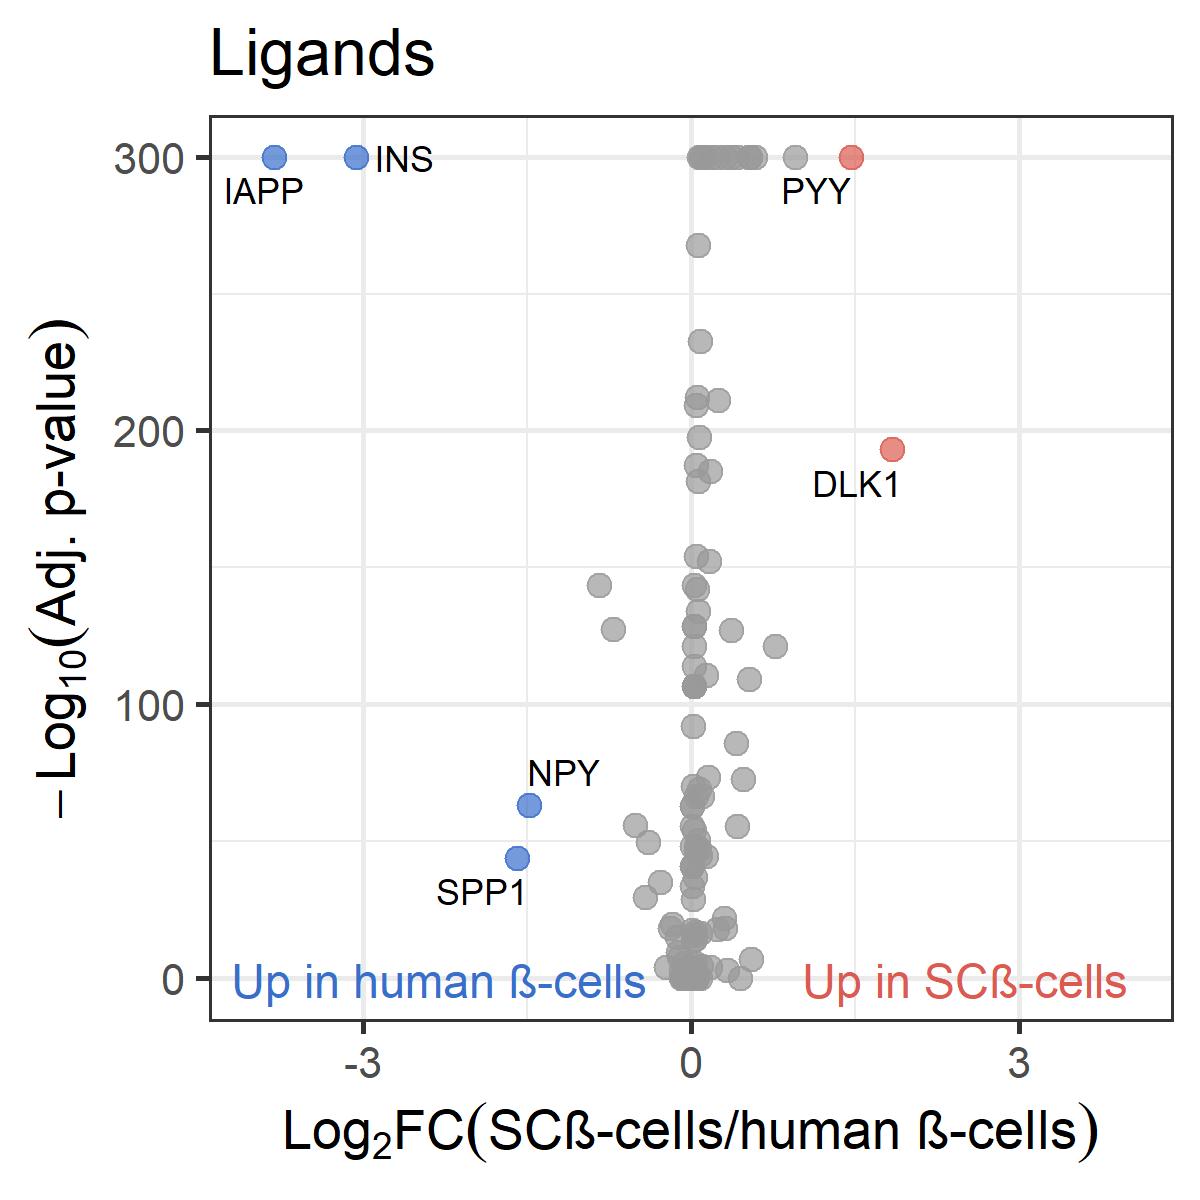 Ligands
−Log10(Adj. p-value)
300
200
100
0
IAPP
INS
PYY
DLK1
NPY
SPP1
Up in human ß-cells
Up in SCß-cells
-3
0
3
Log2FC(SCß-cells/human ß-cells)